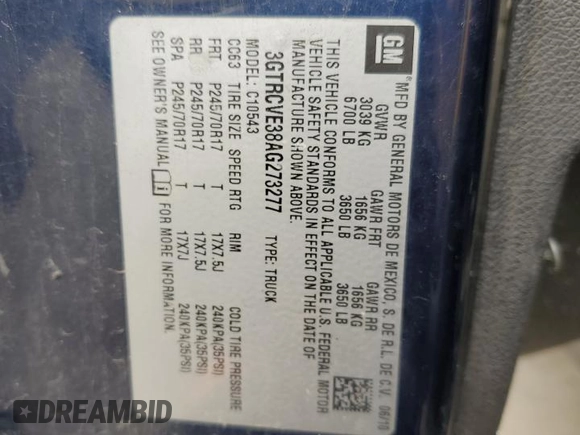 GM
MFD BY GENERAL MOTORS DE MEXICO, S. DE R.L. DE C.V. 06/10
GVWR GAWR FRT GAWR RR
3039 KG 1656 KG 1656 KG
6700 LB 3650 LB 3650 LB
THIS VEHICLE CONFORMS TO ALL APPLICABLE U.S. FEDERAL MOTOR
VEHICLE SAFETY STANDARDS IN EFFECT ON THE DATE OF
MANUFACTURE SHOWN ABOVE.
3GTRCVE38AG273277 TYPE: TRUCK
MODEL: C10543
CC63 TIRE SIZE SPEED RTG RIM COLD TIRE PRESSURE
FRT P245/70R17 T 17X7.5J 240KPA(35PSI)
RR P245/70R17 T 17X7.5J 240KPA(35PSI)
SPA P245/70R17 T 17X7J 240KPA(35PSI)
SEE OWNER'S MANUAL i FOR MORE INFORMATION.
DREAMBID